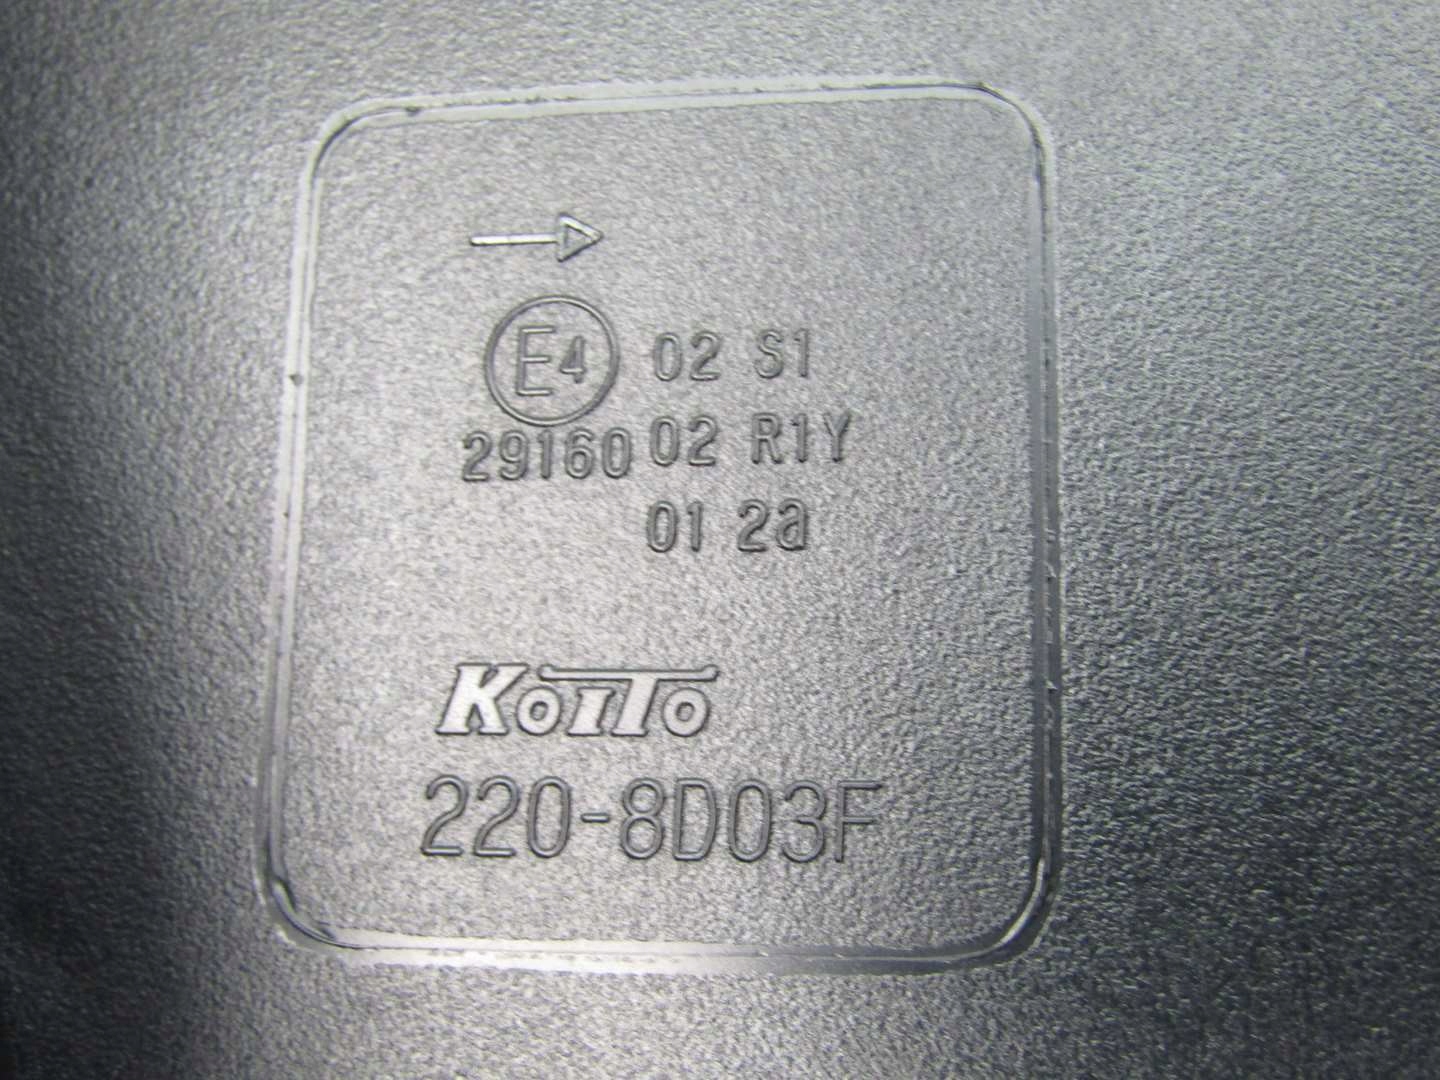 E4 02 S1
29160 02 R1Y
01 2a
KOITO
220-8D03F